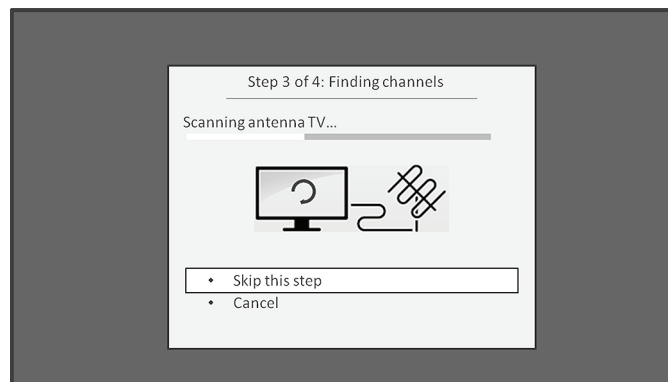 Step 3 of 4: Finding channels
Scanning antenna TV...
Skip this step
Cancel